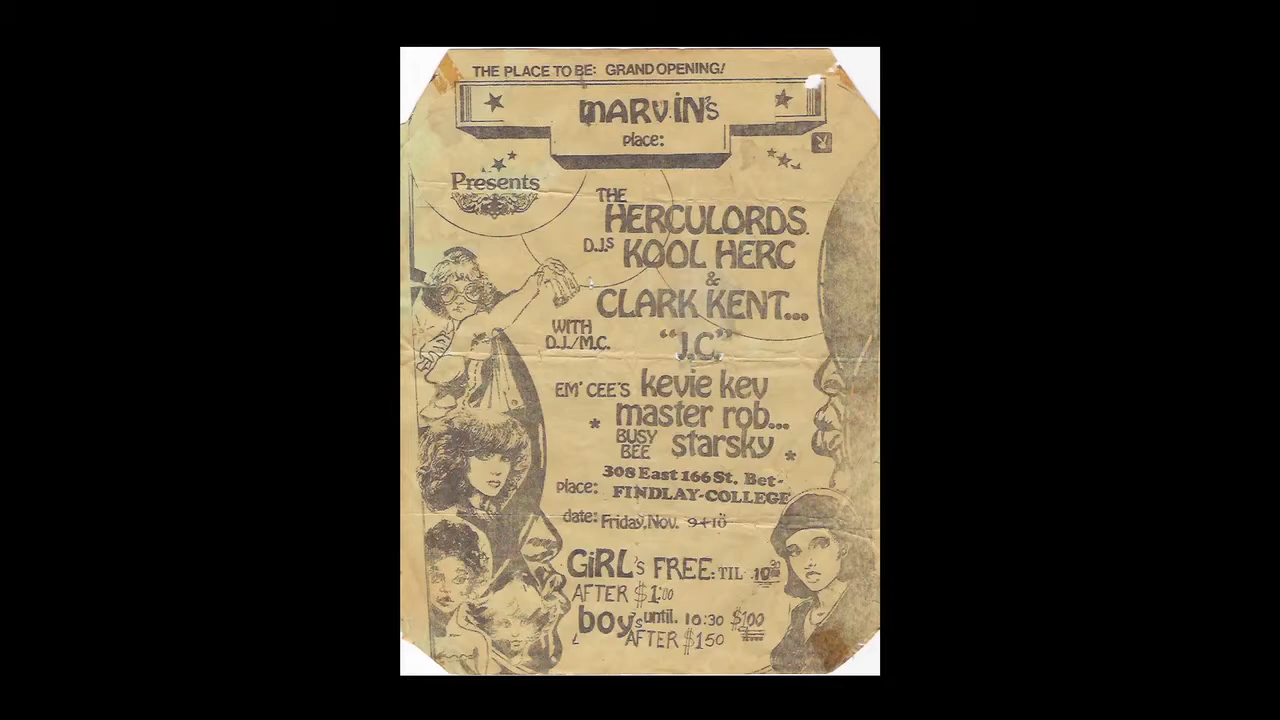 THE PLACE TO BE: GRAND OPENING!
MARVIN'S
place:
Presents
THE
HERCULORDS.
D.J.S KOOL HERC
&
CLARK KENT...
WITH
D.J./M.C. "J.C."
EM' CEE'S kevie kev
* master rob...
BUSY BEE starsky *
place: 308 East 166 St. Bet-
FINDLAY-COLLEGE
date: Friday, Nov. 9+10
GiRL's FREE: TIL 10 30
AFTER $1.00
boy's until. 10:30 $1.00
AFTER $1.50